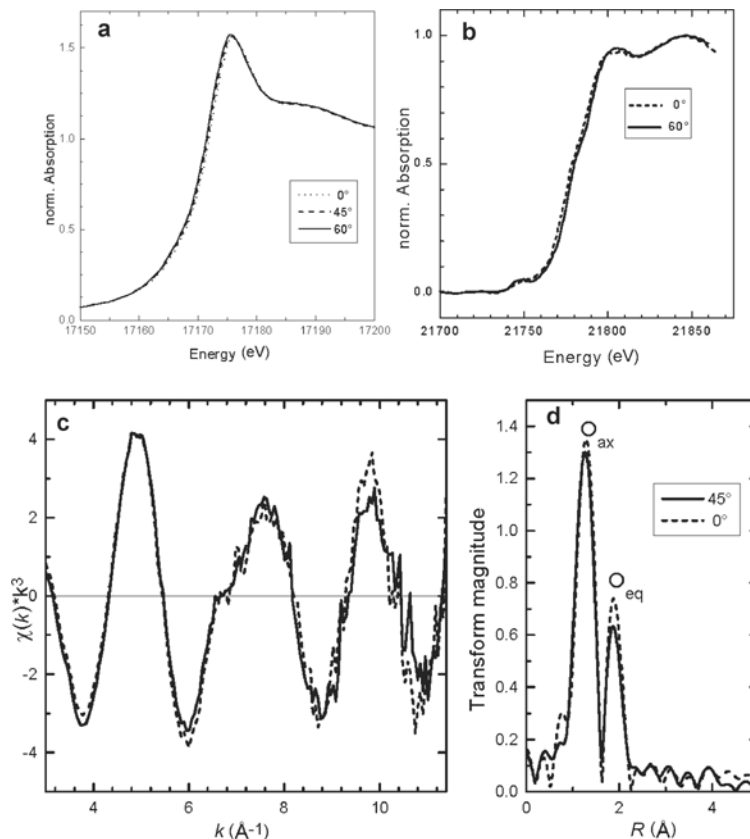 a
norm. Absorption
1.5
1.0
0.5
0.0
0°
45°
60°
17150 17160 17170 17180 17190 17200
Energy (eV)
b
norm. Absorption
1.0
0.5
0.0
0°
60°
21700 21750 21800 21850
Energy (eV)
c
χ(k)*k³
4
2
0
-2
-4
4 6 8 10
k (Å⁻¹)
d
Transform magnitude
1.4
1.2
1.0
0.8
0.6
0.4
0.2
0.0
O ax
O eq
45°
0°
0 2 4
R (Å)